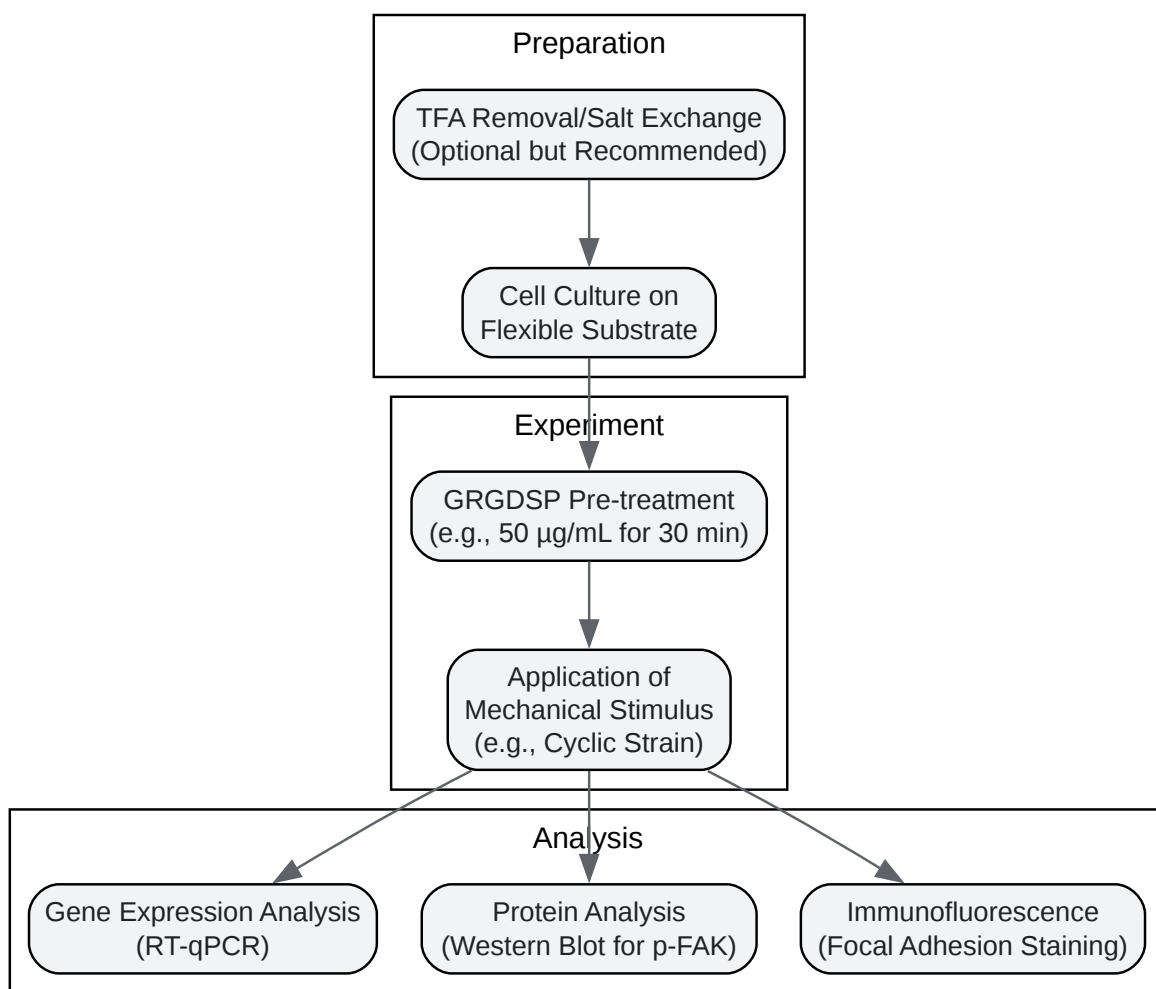 Preparation
TFA Removal/Salt Exchange
(Optional but Recommended)
Cell Culture on
Flexible Substrate
Experiment
GRGDSP Pre-treatment
(e.g., 50 µg/mL for 30 min)
Application of
Mechanical Stimulus
(e.g., Cyclic Strain)
Analysis
Gene Expression Analysis
(RT-qPCR)
Protein Analysis
(Western Blot for p-FAK)
Immunofluorescence
(Focal Adhesion Staining)